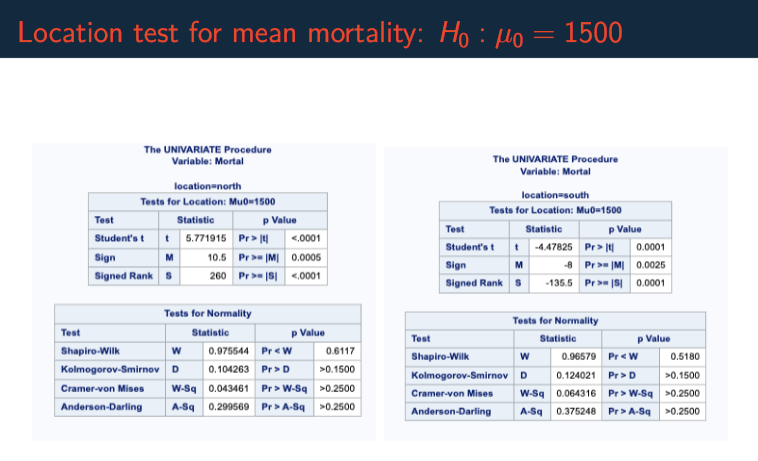 Location test for mean mortality: H₀ : μ₀ = 1500
The UNIVARIATE Procedure
Variable: Mortal
location=north
Tests for Location: Mu0=1500
Test Statistic p Value
Student's t t 5.771915 Pr > |t| <.0001
Sign M 10.5 Pr >= |M| 0.0005
Signed Rank S 260 Pr >= |S| <.0001
Tests for Normality
Test Statistic p Value
Shapiro-Wilk W 0.975544 Pr < W 0.6117
Kolmogorov-Smirnov D 0.104263 Pr > D >0.1500
Cramer-von Mises W-Sq 0.043461 Pr > W-Sq >0.2500
Anderson-Darling A-Sq 0.299569 Pr > A-Sq >0.2500
The UNIVARIATE Procedure
Variable: Mortal
location=south
Tests for Location: Mu0=1500
Test Statistic p Value
Student's t t -4.47825 Pr > |t| 0.0001
Sign M -8 Pr >= |M| 0.0025
Signed Rank S -135.5 Pr >= |S| 0.0001
Tests for Normality
Test Statistic p Value
Shapiro-Wilk W 0.96579 Pr < W 0.5180
Kolmogorov-Smirnov D 0.124021 Pr > D >0.1500
Cramer-von Mises W-Sq 0.064316 Pr > W-Sq >0.2500
Anderson-Darling A-Sq 0.375248 Pr > A-Sq >0.2500